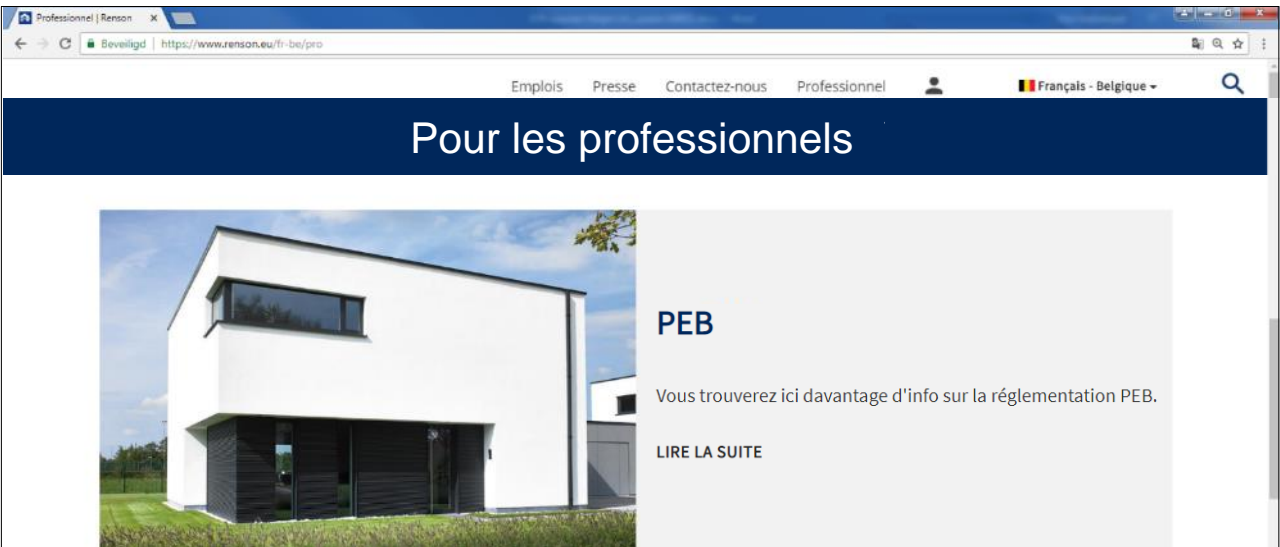 Professionnel | Renson
Beveiligd | https://www.renson.eu/fr-be/pro
Emplois Presse Contactez-nous Professionnel Français - Belgique
Pour les professionnels
PEB
Vous trouverez ici davantage d'info sur la réglementation PEB.
LIRE LA SUITE